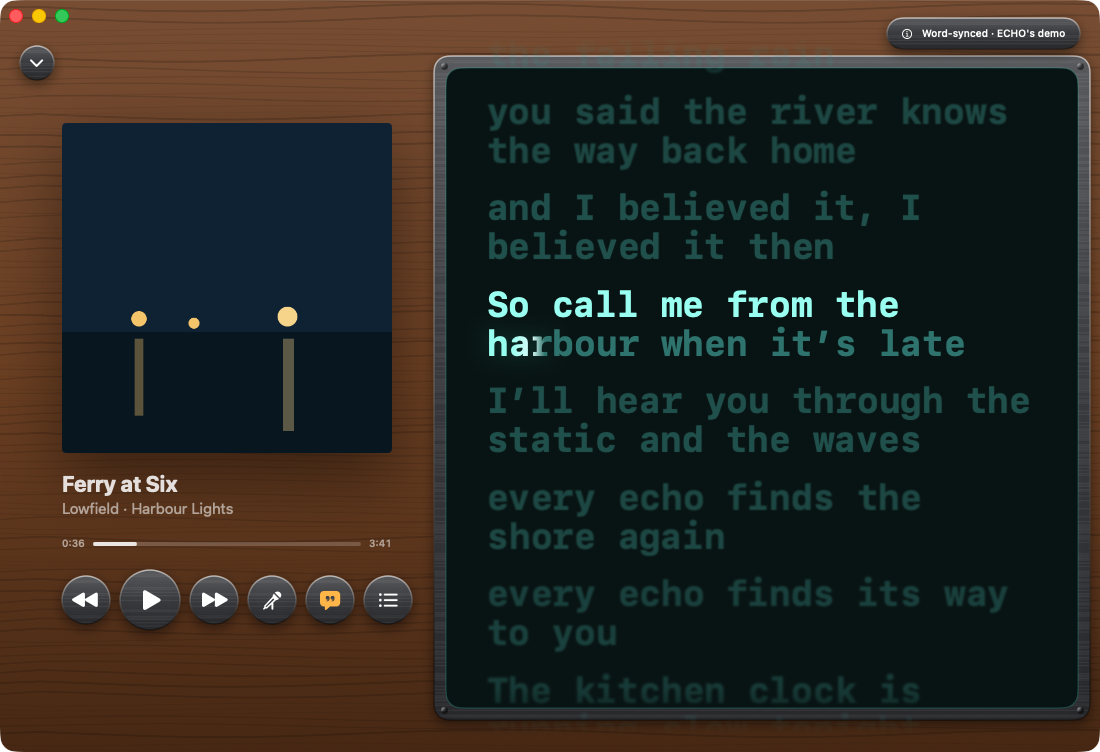 Word-synced · ECHO's demo
you said the river knows
the way back home
and I believed it, I
believed it then
So call me from the
harbour when it’s late
I’ll hear you through the
static and the waves
every echo finds the
shore again
every echo finds its way
to you
The kitchen clock is
Ferry at Six
Lowfield · Harbour Lights
0:36
3:41